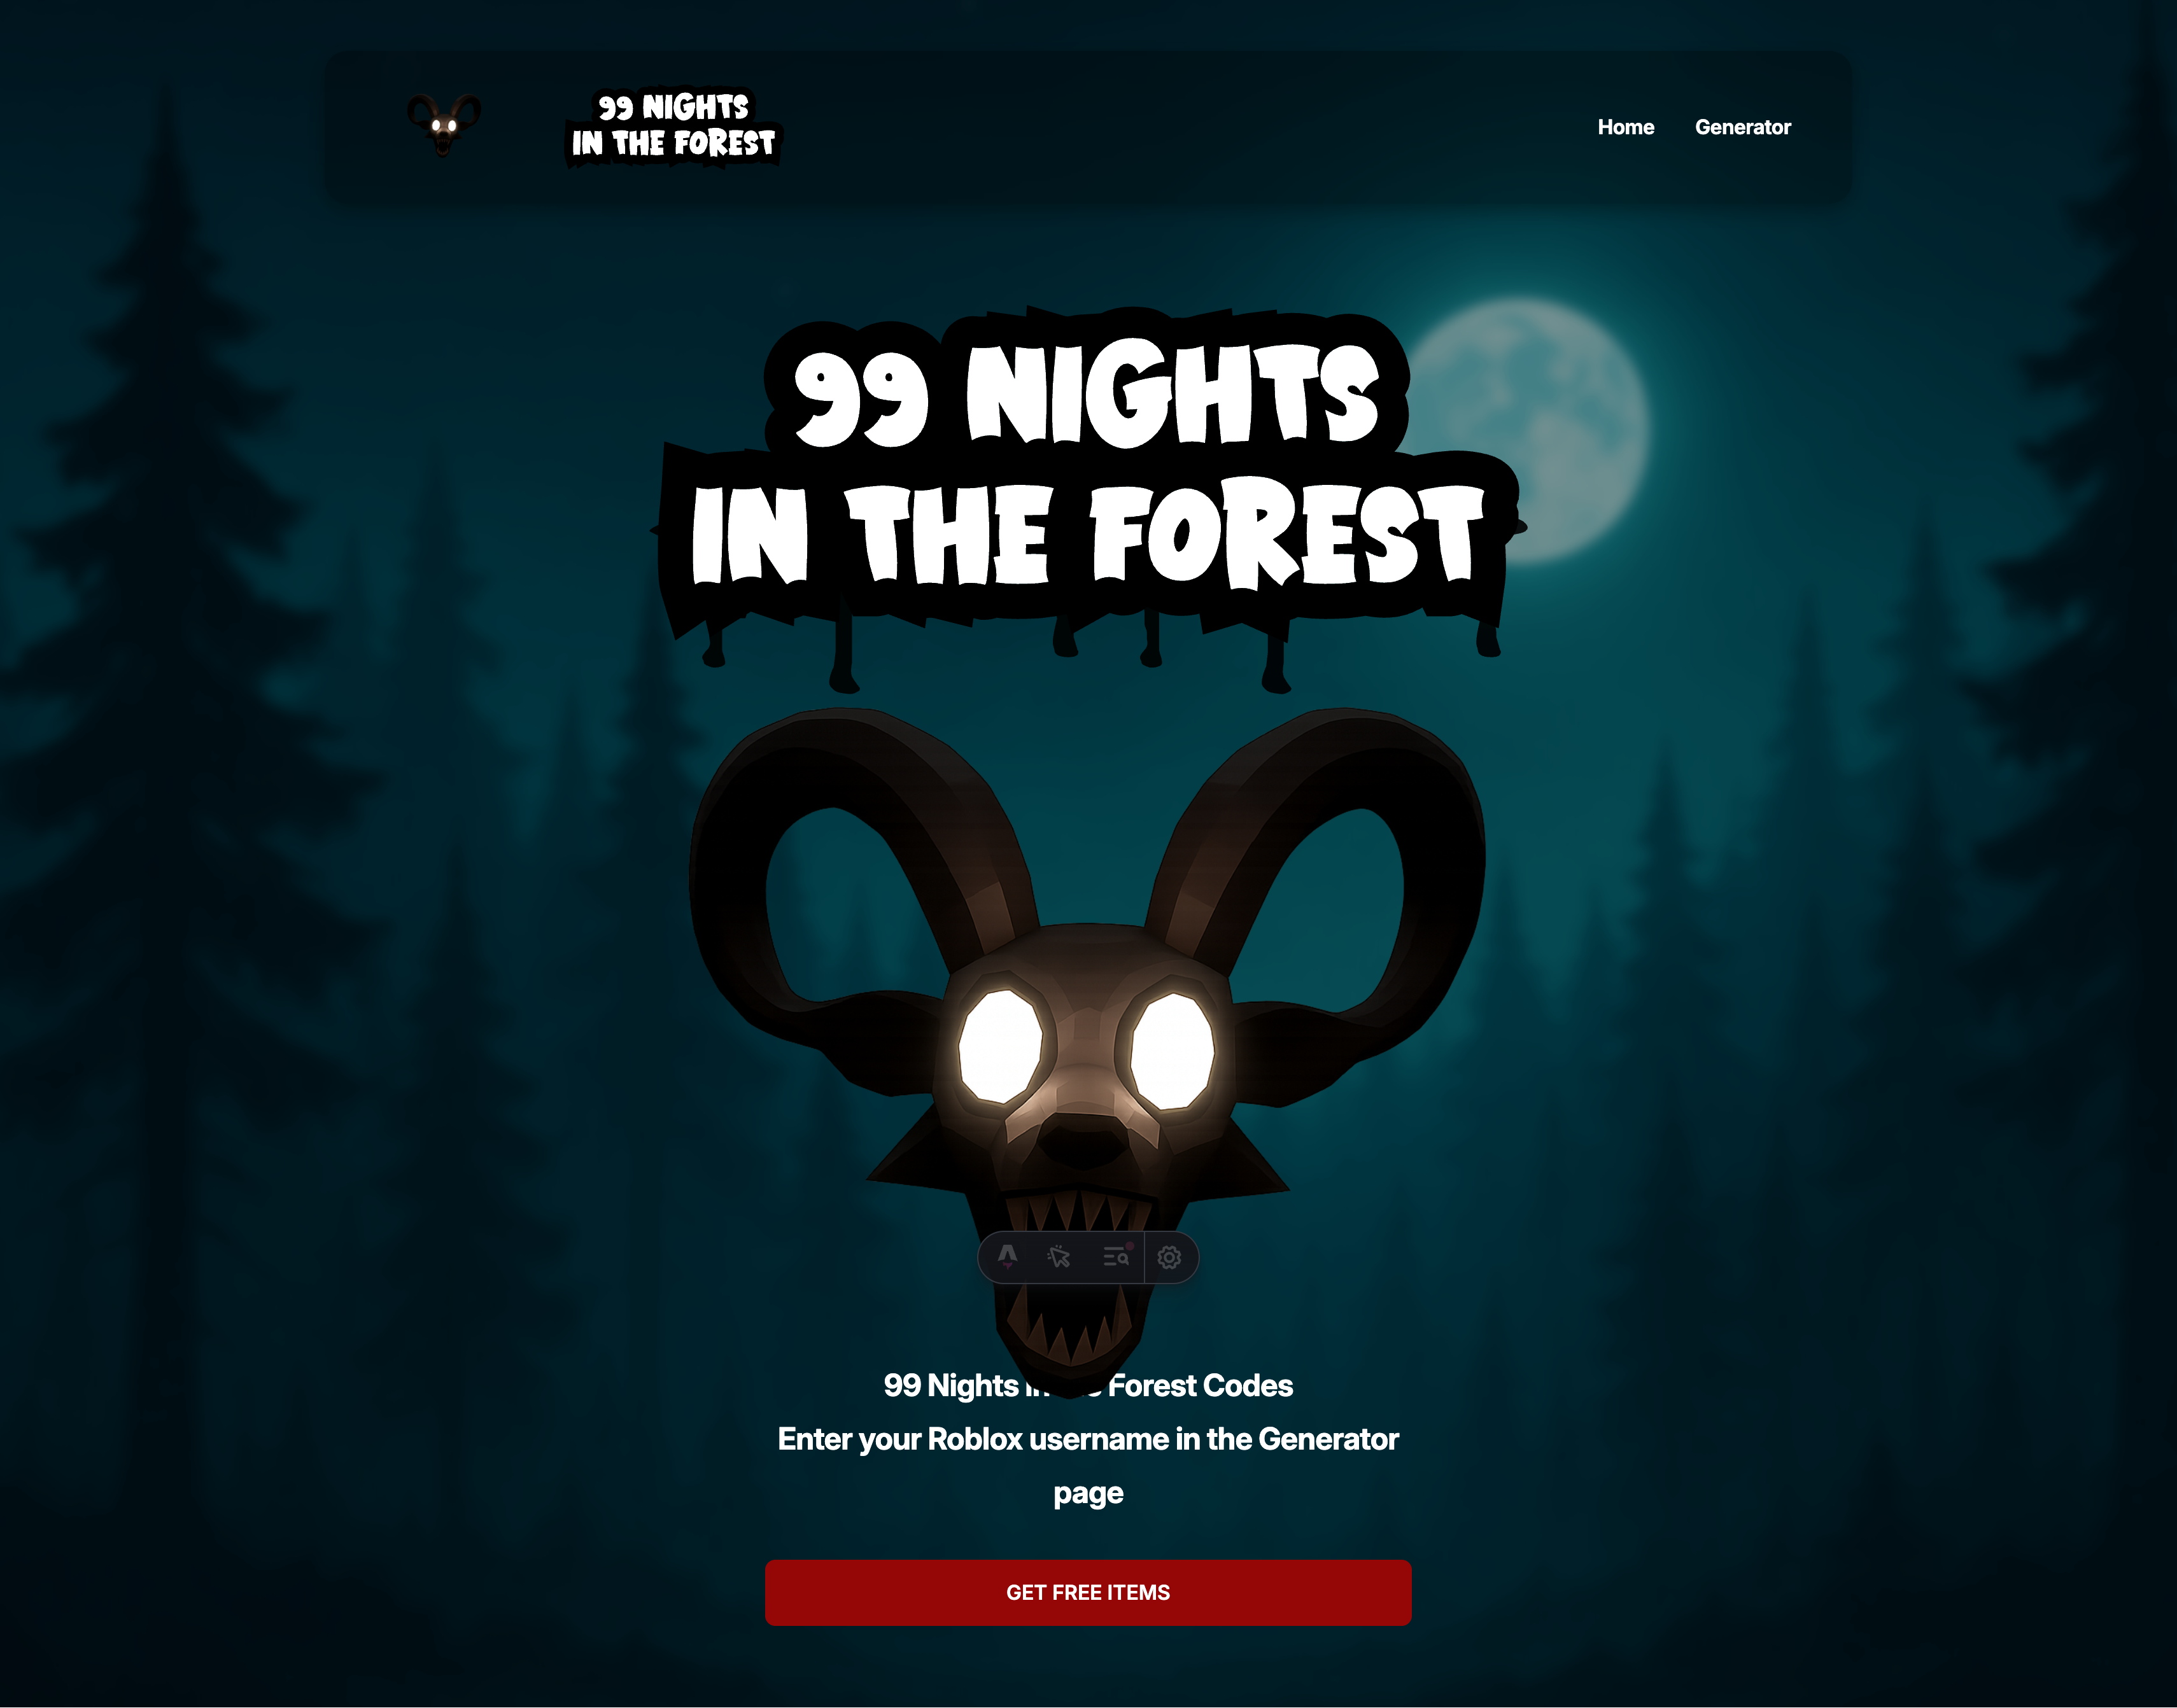 99 NIGHTS
IN THE FOREST
Home
Generator
99 NIGHTS
IN THE FOREST
99 Nights Forest Codes
Enter your Roblox username in the Generator
page
GET FREE ITEMS